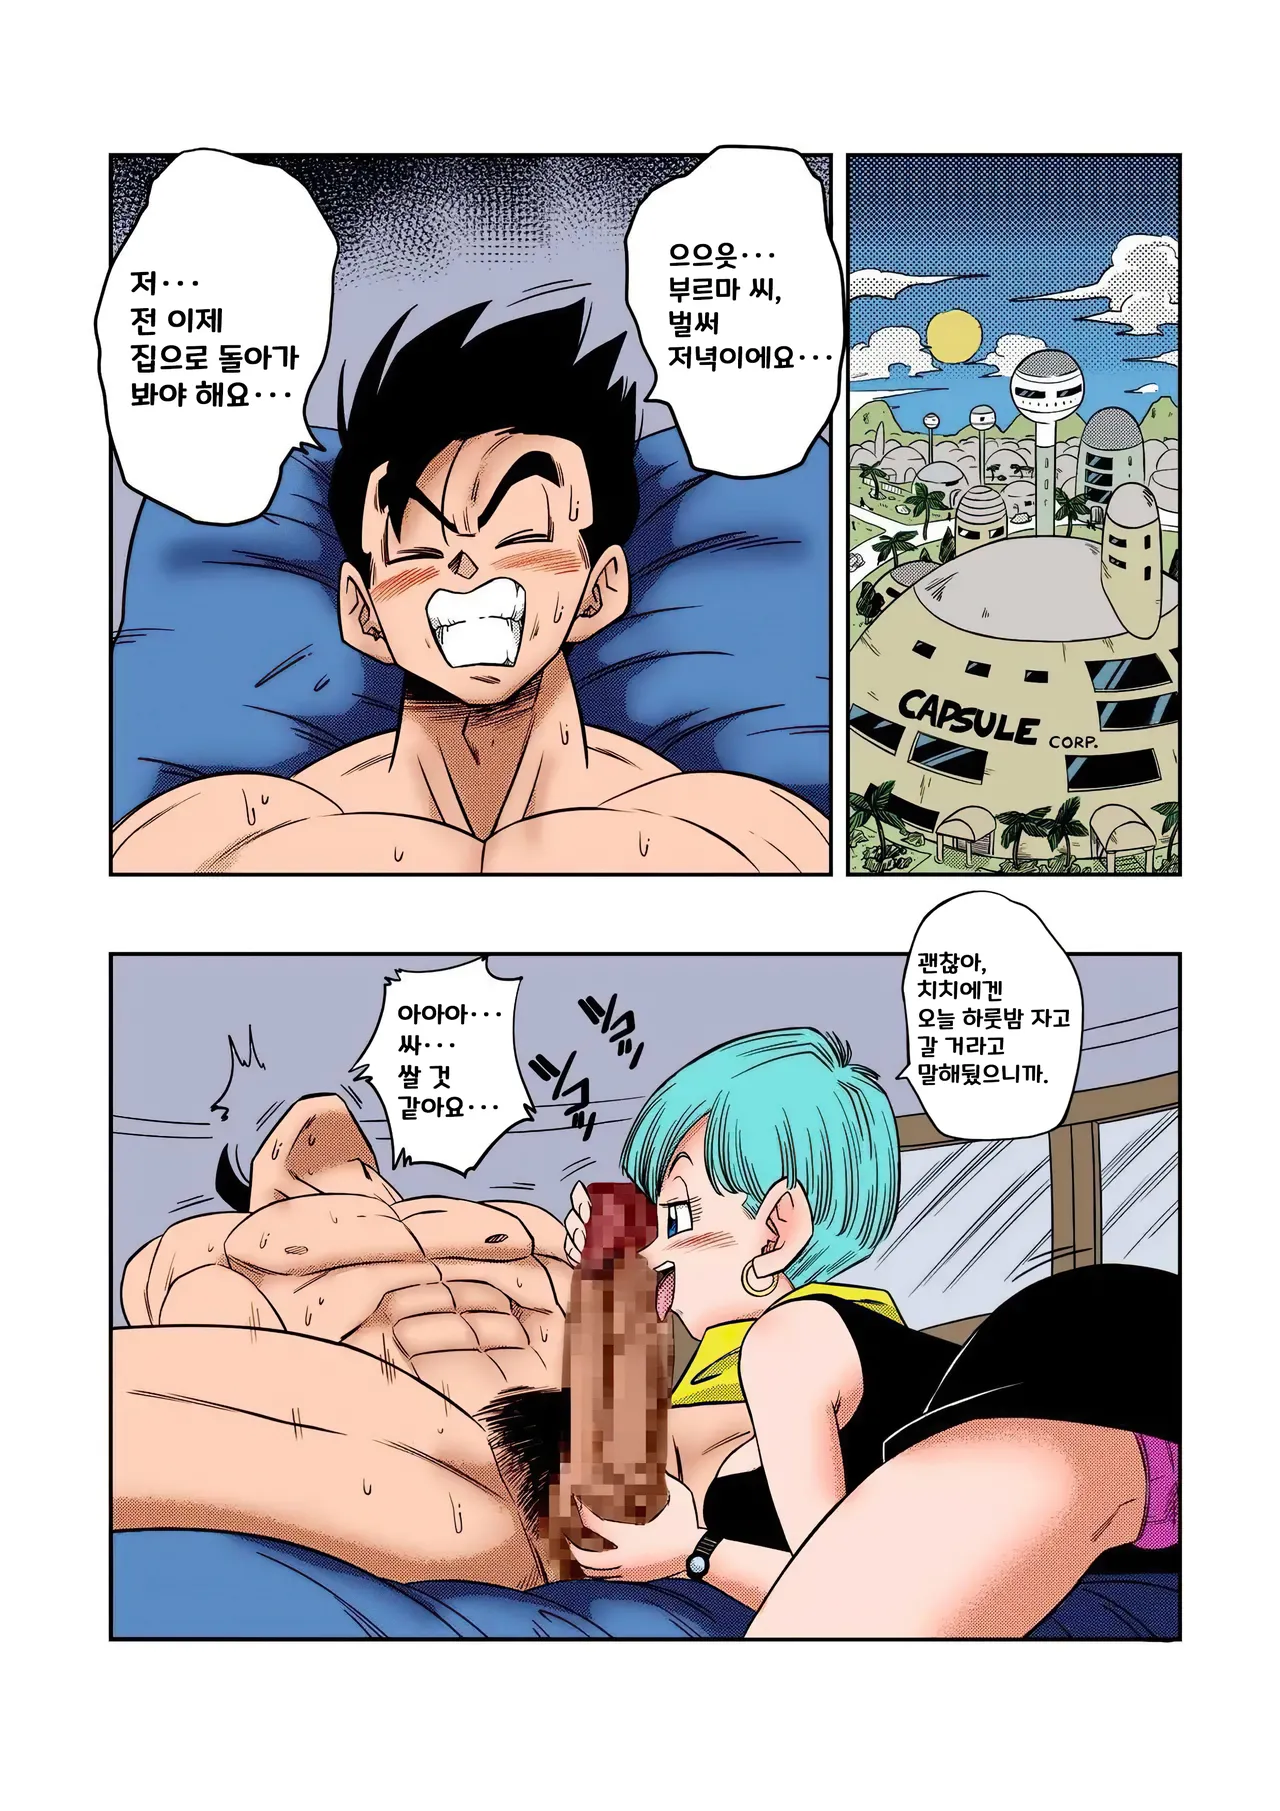 CAPSULE CORP.
으으읏···
부르마 씨,
벌써
저녁이에요···
저···
전 이제
집으로 돌아가
봐야 해요···
괜찮아,
치치에겐
오늘 하룻밤 자고
갈 거라고
말해뒀으니까.
아아아···
싸···
쌀 것
같아요···